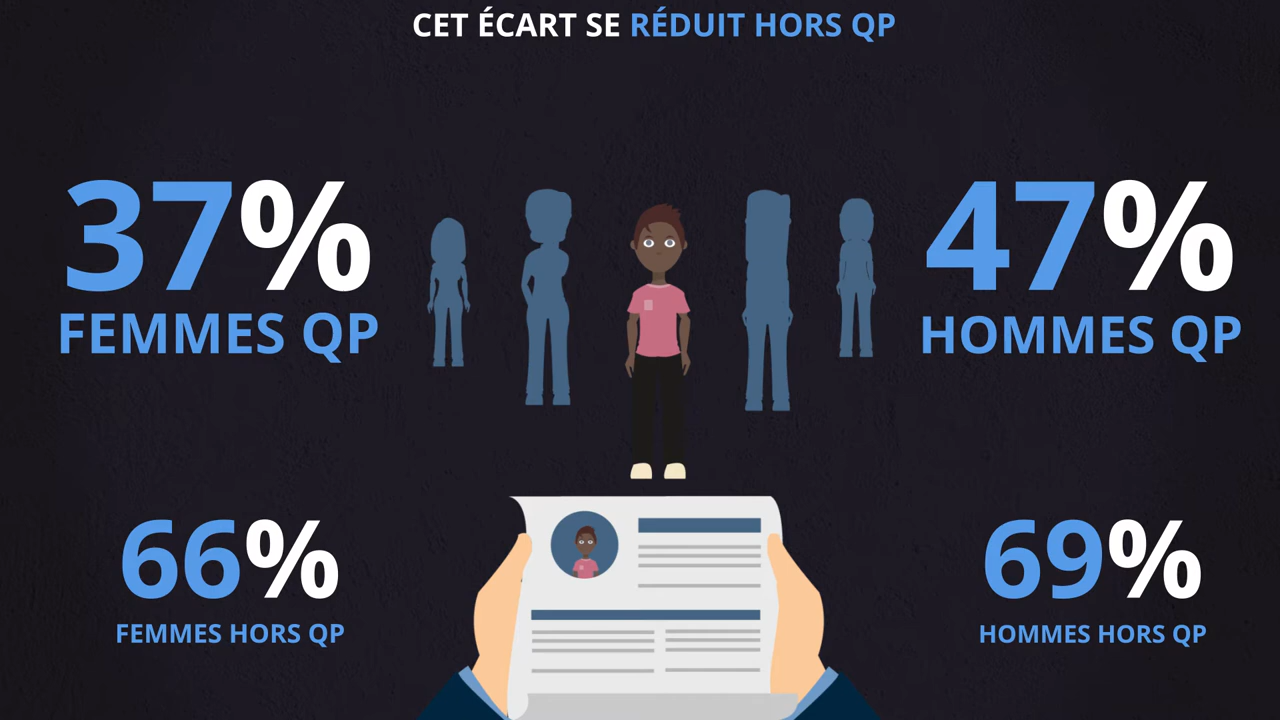 CET ÉCART SE RÉDUIT HORS QP
37%
FEMMES QP
47%
HOMMES QP
66%
FEMMES HORS QP
69%
HOMMES HORS QP